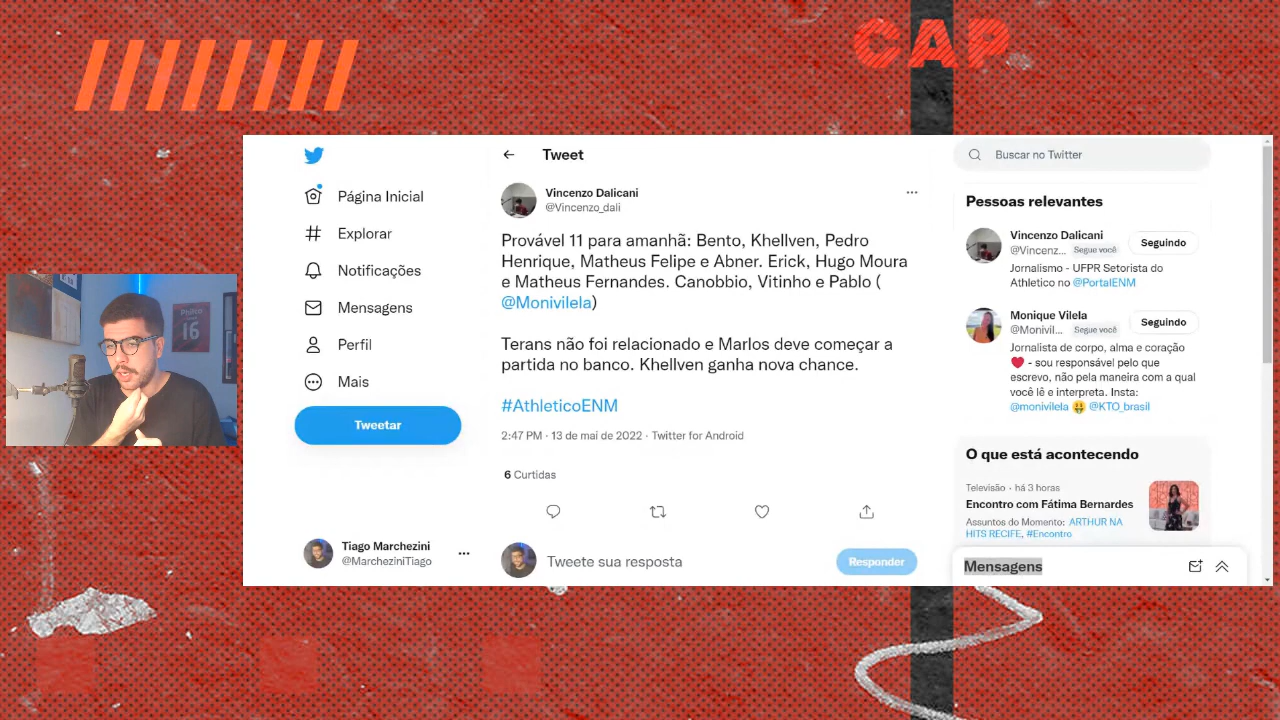 CAP
Página Inicial
Explorar
Notificações
Mensagens
Perfil
Mais
Tweetar
Tiago Marchezini
@MarcheziniTiago
Tweet
Vincenzo Dalicani
@Vincenzo_dali
Provável 11 para amanhã: Bento, Khellven, Pedro
Henrique, Matheus Felipe e Abner. Erick, Hugo Moura
e Matheus Fernandes. Canobbio, Vitinho e Pablo (
@Monivilela)
Terans não foi relacionado e Marlos deve começar a
partida no banco. Khellven ganha nova chance.
#AthleticoENM
2:47 PM · 13 de mai de 2022 · Twitter for Android
6 Curtidas
Tweete sua resposta
Responder
Buscar no Twitter
Pessoas relevantes
Vincenzo Dalicani
@Vincenz... Segue você
Seguindo
Jornalismo - UFPR Setorista do
Athletico no @PortalENM
Monique Vilela
@Monivil... Segue você
Seguindo
Jornalista de corpo, alma e coração
❤️ - sou responsável pelo que
escrevo, não pela maneira com a qual
você lê e interpreta. Insta:
@monivilela 🤑 @KTO_brasil
O que está acontecendo
Televisão · há 3 horas
Encontro com Fátima Bernardes
Assuntos do Momento: ARTHUR NA
HITS RECIFE, #Encontro
Mensagens
16